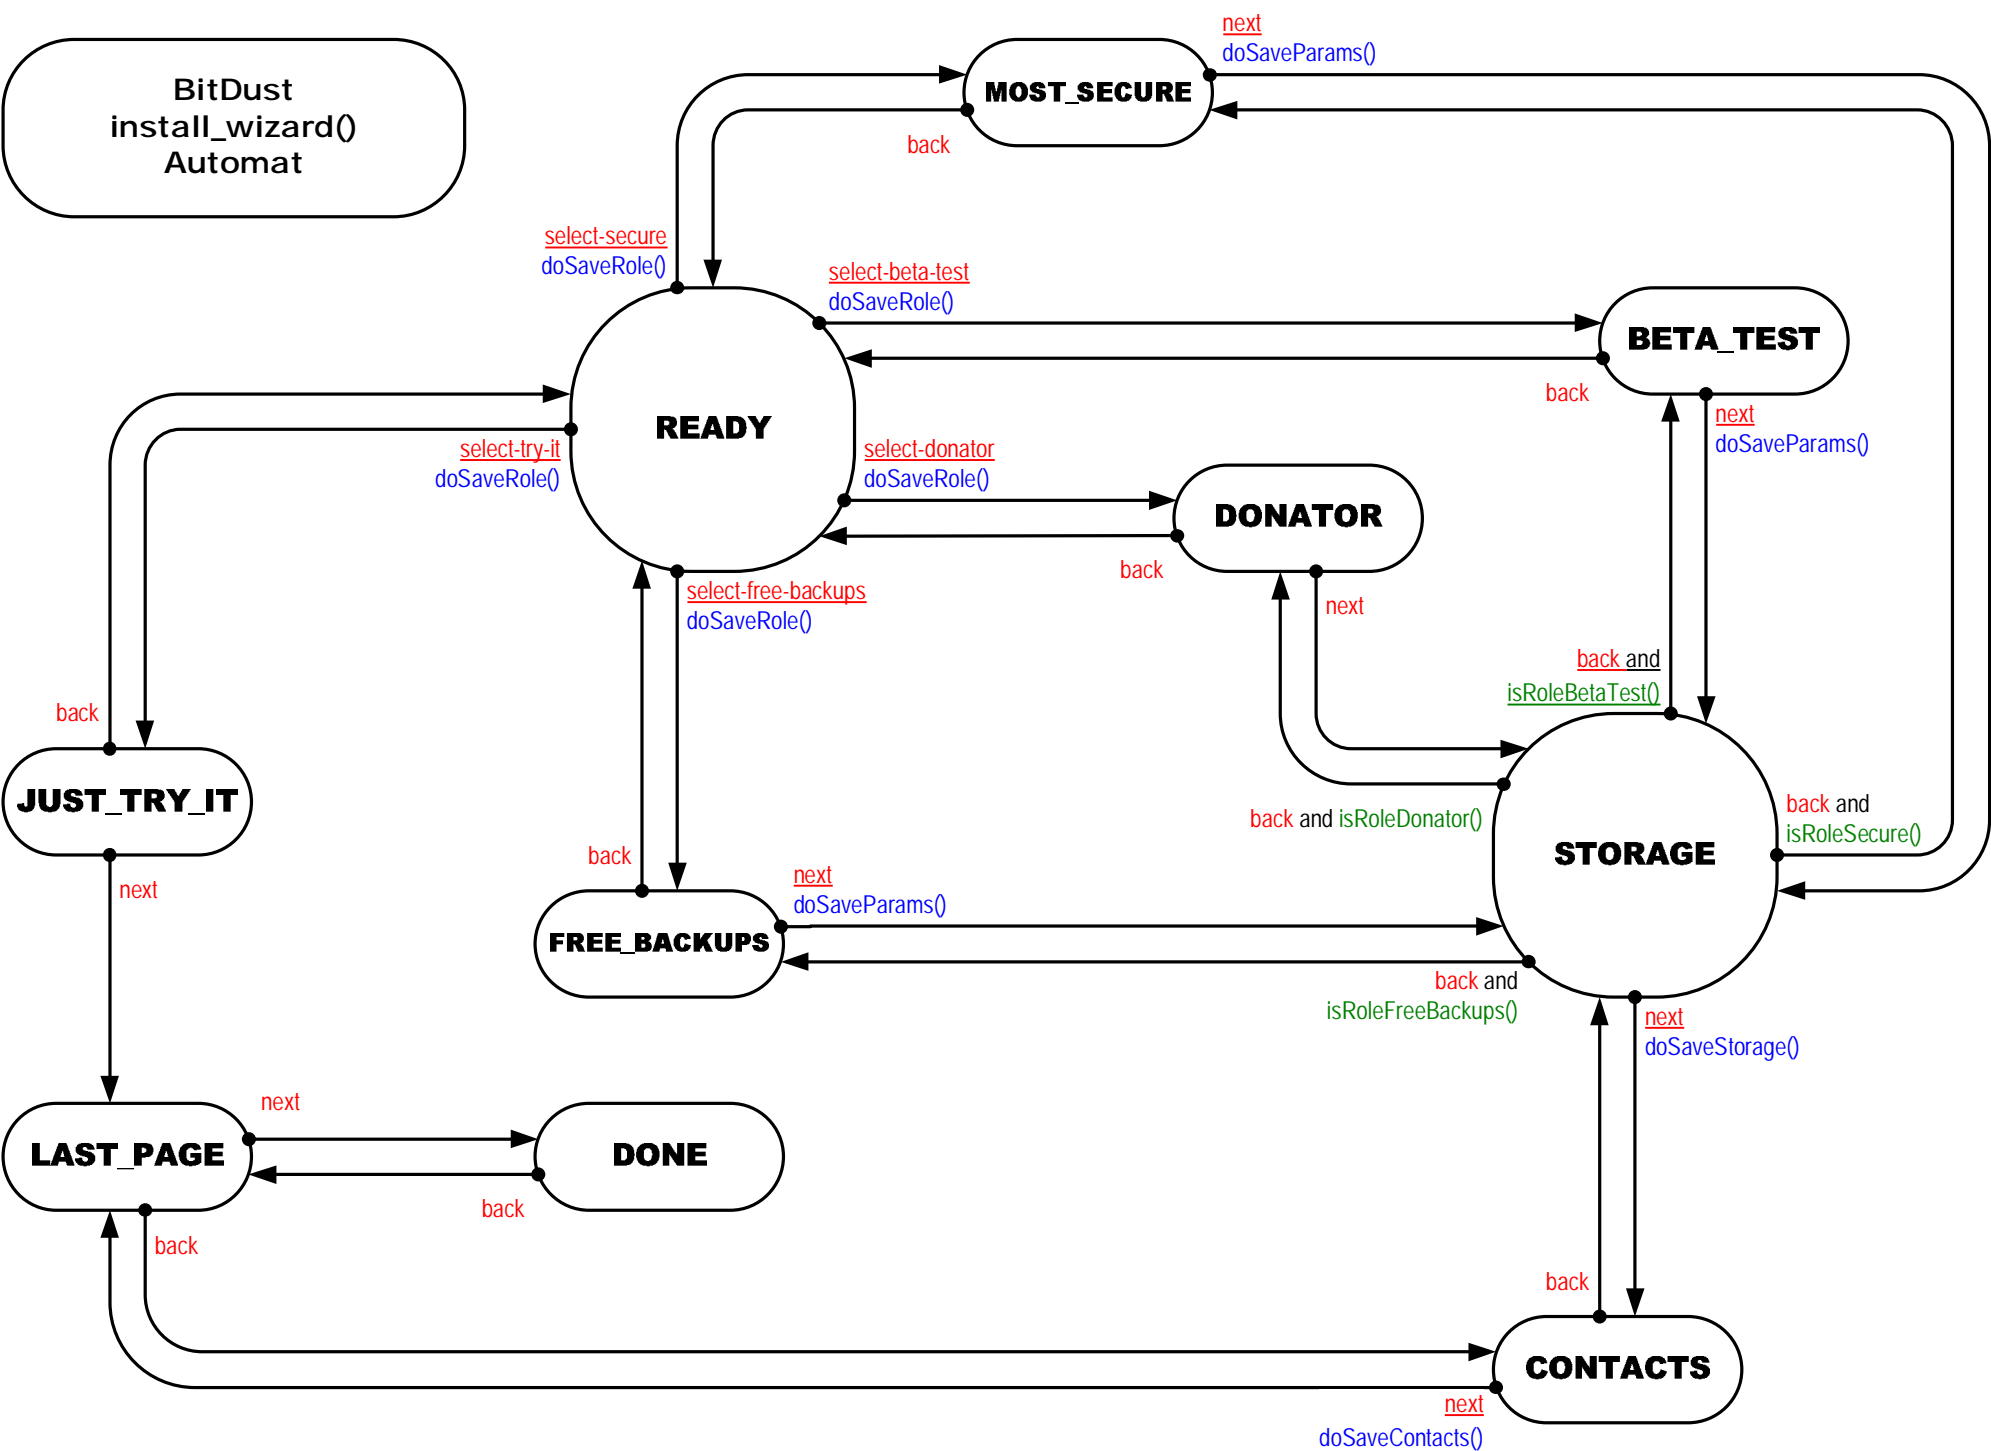 BitDust
install_wizard()
Automat
next
doSaveParams()
MOST_SECURE
back
select-secure
doSaveRole()
select-beta-test
doSaveRole()
BETA_TEST
back
next
doSaveParams()
READY
select-try-it
doSaveRole()
select-donator
doSaveRole()
DONATOR
back
next
select-free-backups
doSaveRole()
back and
isRoleBetaTest()
back
JUST_TRY_IT
next
back and isRoleDonator()
back and
isRoleSecure()
STORAGE
back
next
doSaveParams()
FREE_BACKUPS
back and
isRoleFreeBackups()
next
doSaveStorage()
next
LAST_PAGE
DONE
back
back
back
CONTACTS
next
doSaveContacts()